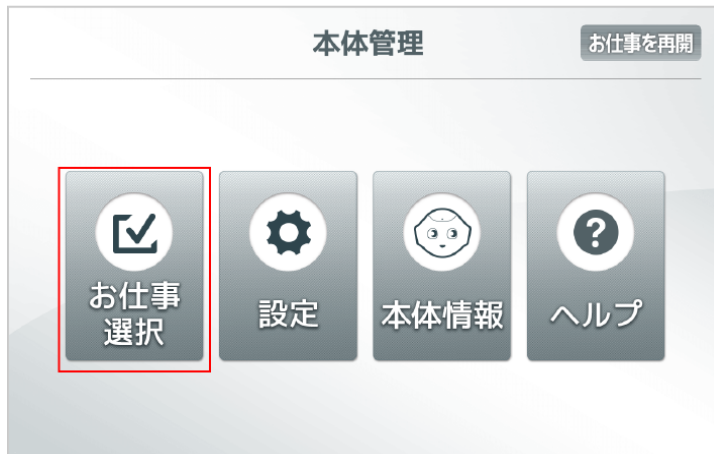 本体管理
お仕事を再開
お仕事
選択
設定
本体情報
ヘルプ